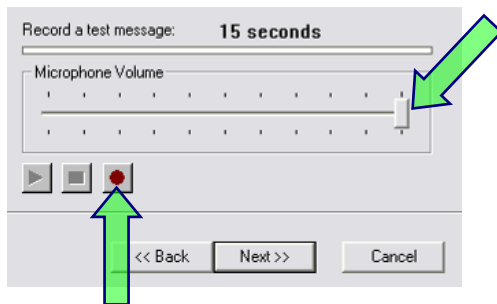 Record a test message: 15 seconds
Microphone Volume
<< Back Next >> Cancel